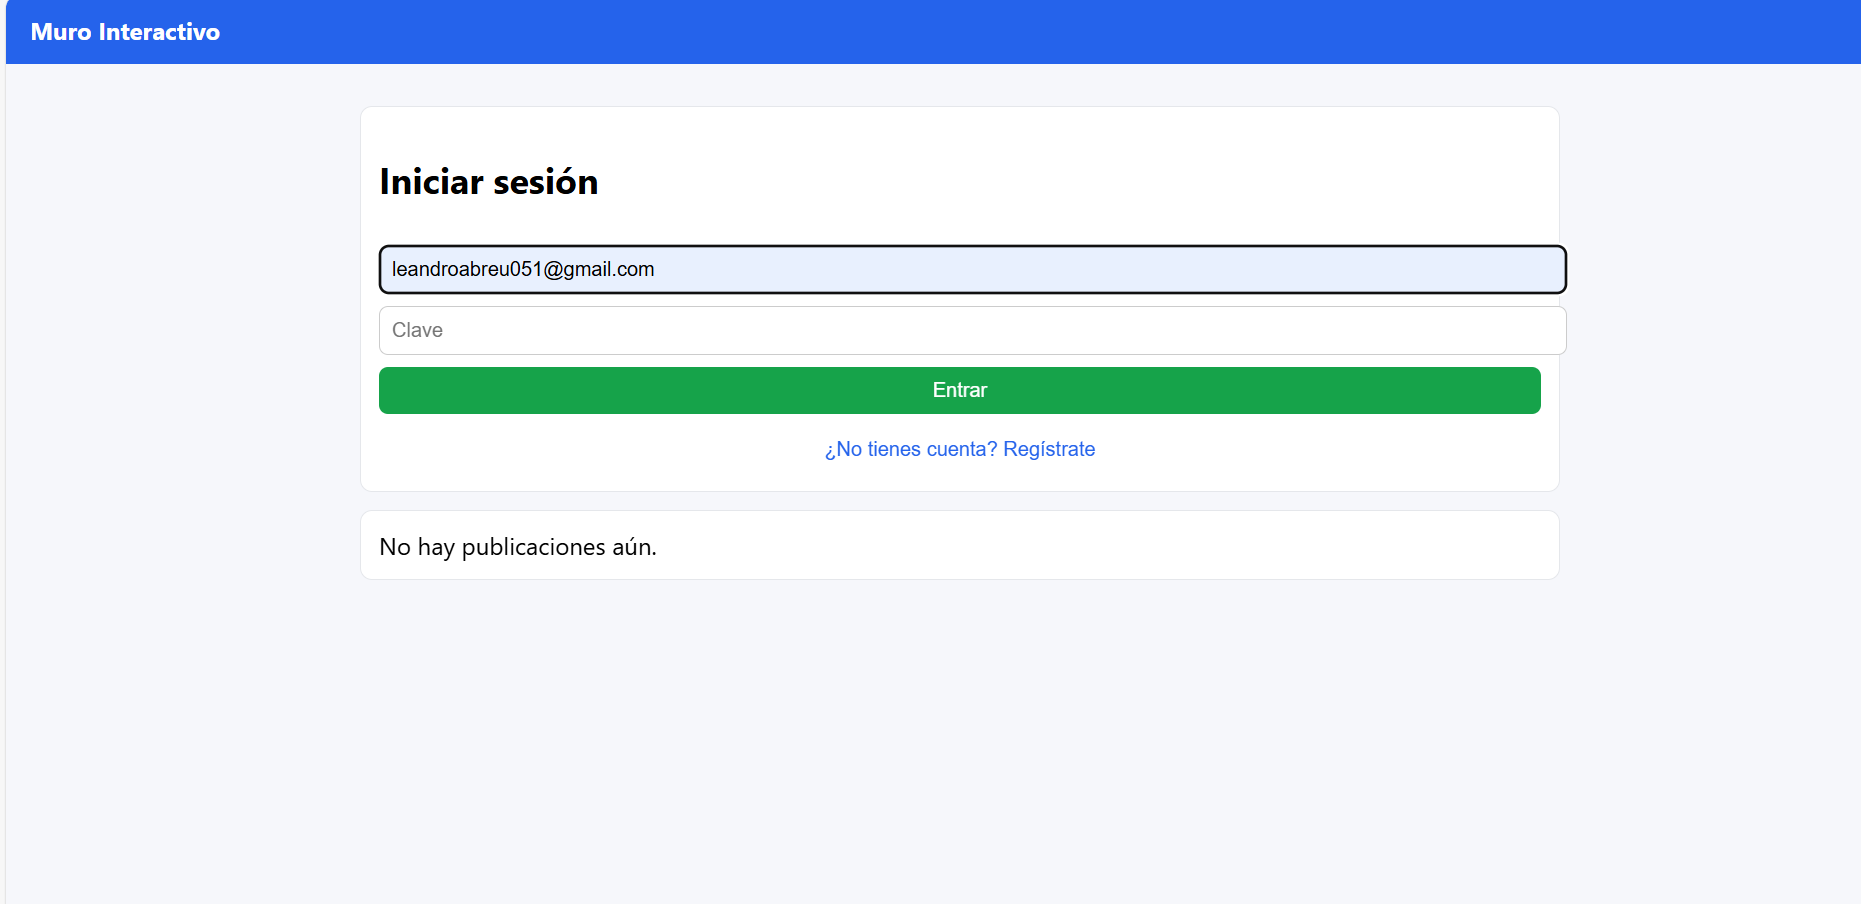 Muro Interactivo
Iniciar sesión
leandroabreu051@gmail.com
Clave
Entrar
¿No tienes cuenta? Regístrate
No hay publicaciones aún.